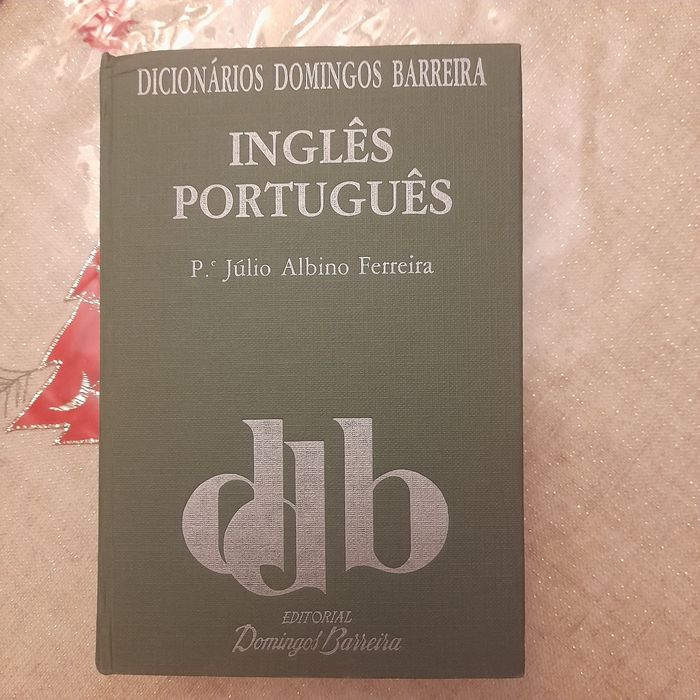 DICIONÁRIOS DOMINGOS BARREIRA
INGLÊS
PORTUGUÊS
P.ᵉ Júlio Albino Ferreira
ddb
EDITORIAL
Domingos Barreira